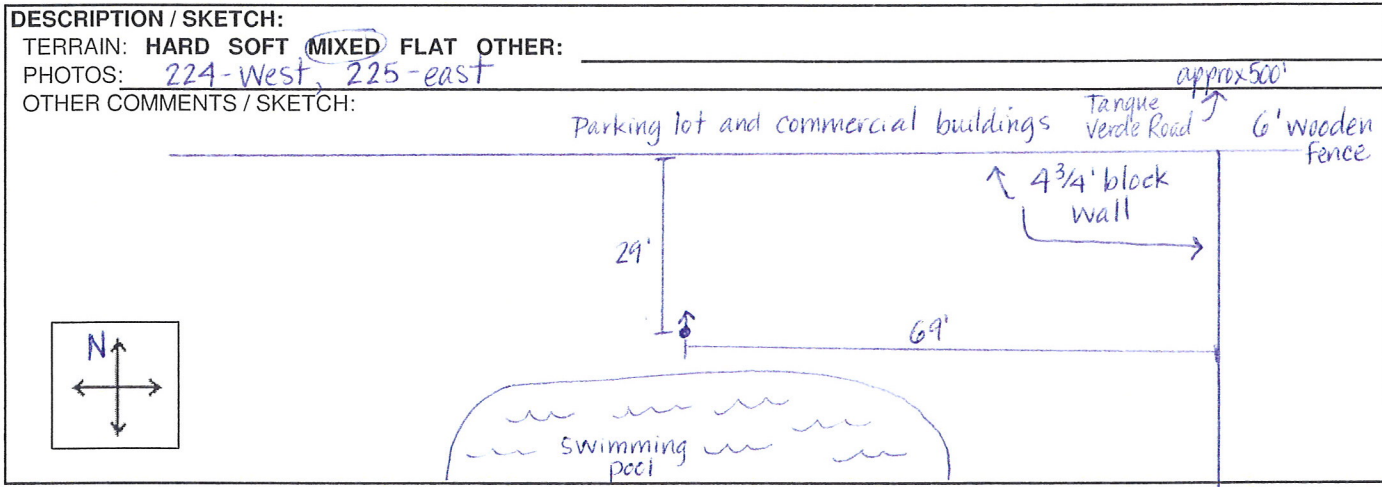 DESCRIPTION / SKETCH:
TERRAIN: HARD SOFT MIXED FLAT OTHER:
PHOTOS: 224-West, 225-east
approx 500'
OTHER COMMENTS / SKETCH:
Parking lot and commercial buildings
Tanque
Verde Road
6' wooden
fence
4 3/4' block
wall
29'
69'
N
swimming
pool